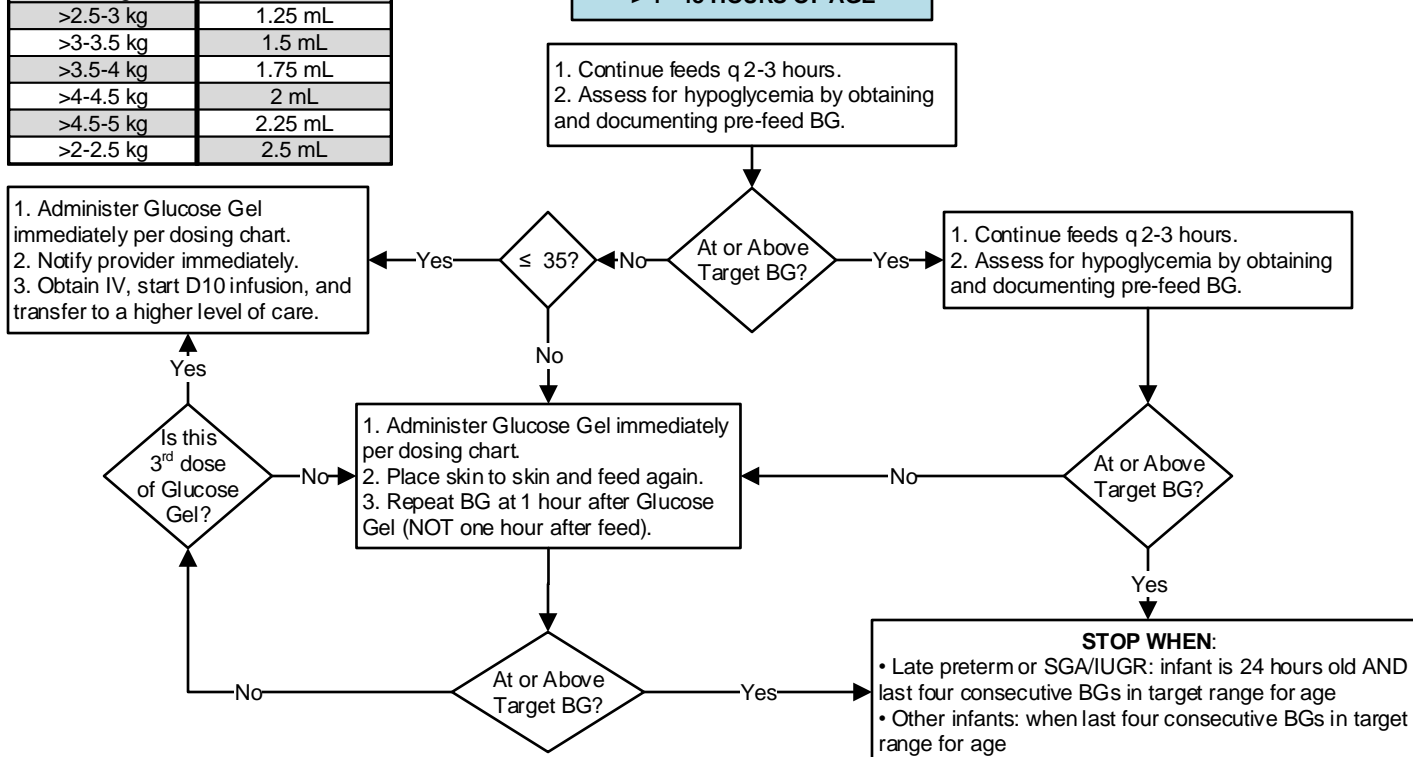 >2.5-3 kg 1.25 mL
>3-3.5 kg 1.5 mL
>3.5-4 kg 1.75 mL
>4-4.5 kg 2 mL
>4.5-5 kg 2.25 mL
>2-2.5 kg 2.5 mL
1. Continue feeds q 2-3 hours.
2. Assess for hypoglycemia by obtaining
and documenting pre-feed BG.
1. Administer Glucose Gel
immediately per dosing chart.
2. Notify provider immediately.
3. Obtain IV, start D10 infusion, and
transfer to a higher level of care.
Yes
≤ 35?
No
At or Above
Target BG?
Yes
1. Continue feeds q 2-3 hours.
2. Assess for hypoglycemia by obtaining
and documenting pre-feed BG.
No
Yes
Is this
3rd dose
of Glucose
Gel?
No
1. Administer Glucose Gel immediately
per dosing chart.
2. Place skin to skin and feed again.
3. Repeat BG at 1 hour after Glucose
Gel (NOT one hour after feed).
No
At or Above
Target BG?
Yes
No
At or Above
Target BG?
Yes
STOP WHEN:
• Late preterm or SGA/IUGR: infant is 24 hours old AND
last four consecutive BGs in target range for age
• Other infants: when last four consecutive BGs in target
range for age